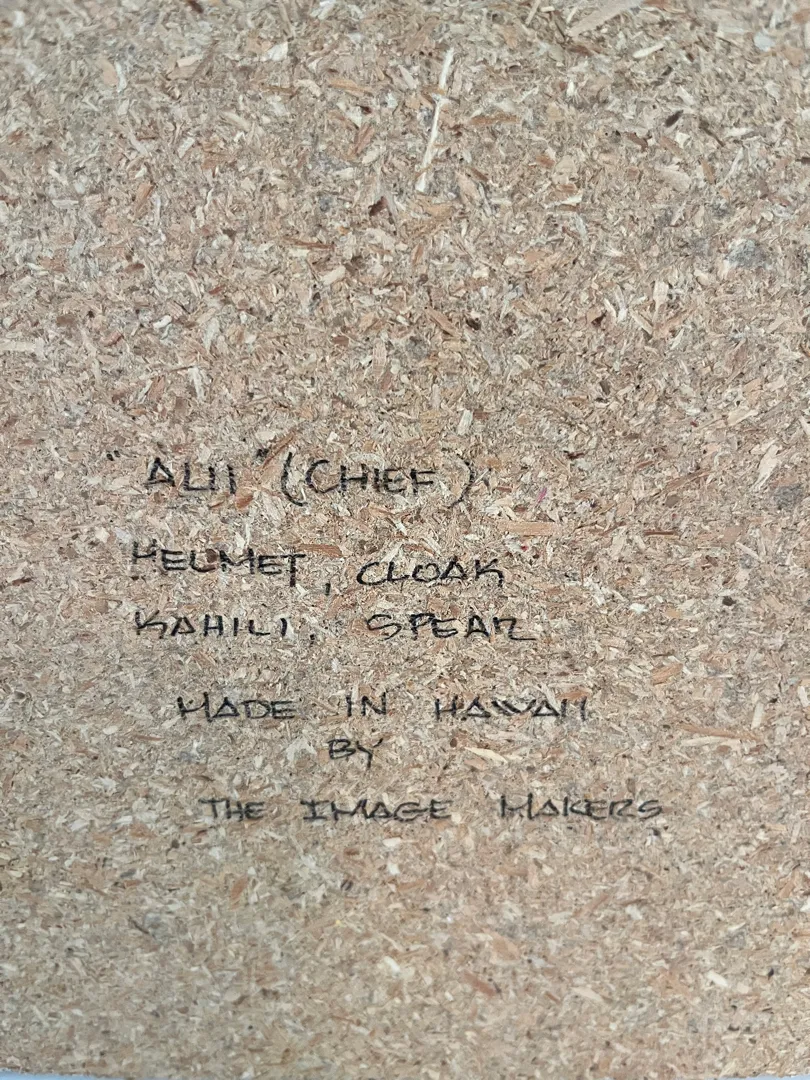 "ALII" (CHIEF)
HELMET, CLOAK
KAHILI, SPEAR
MADE IN HAWAII
BY
THE IMAGE MAKERS